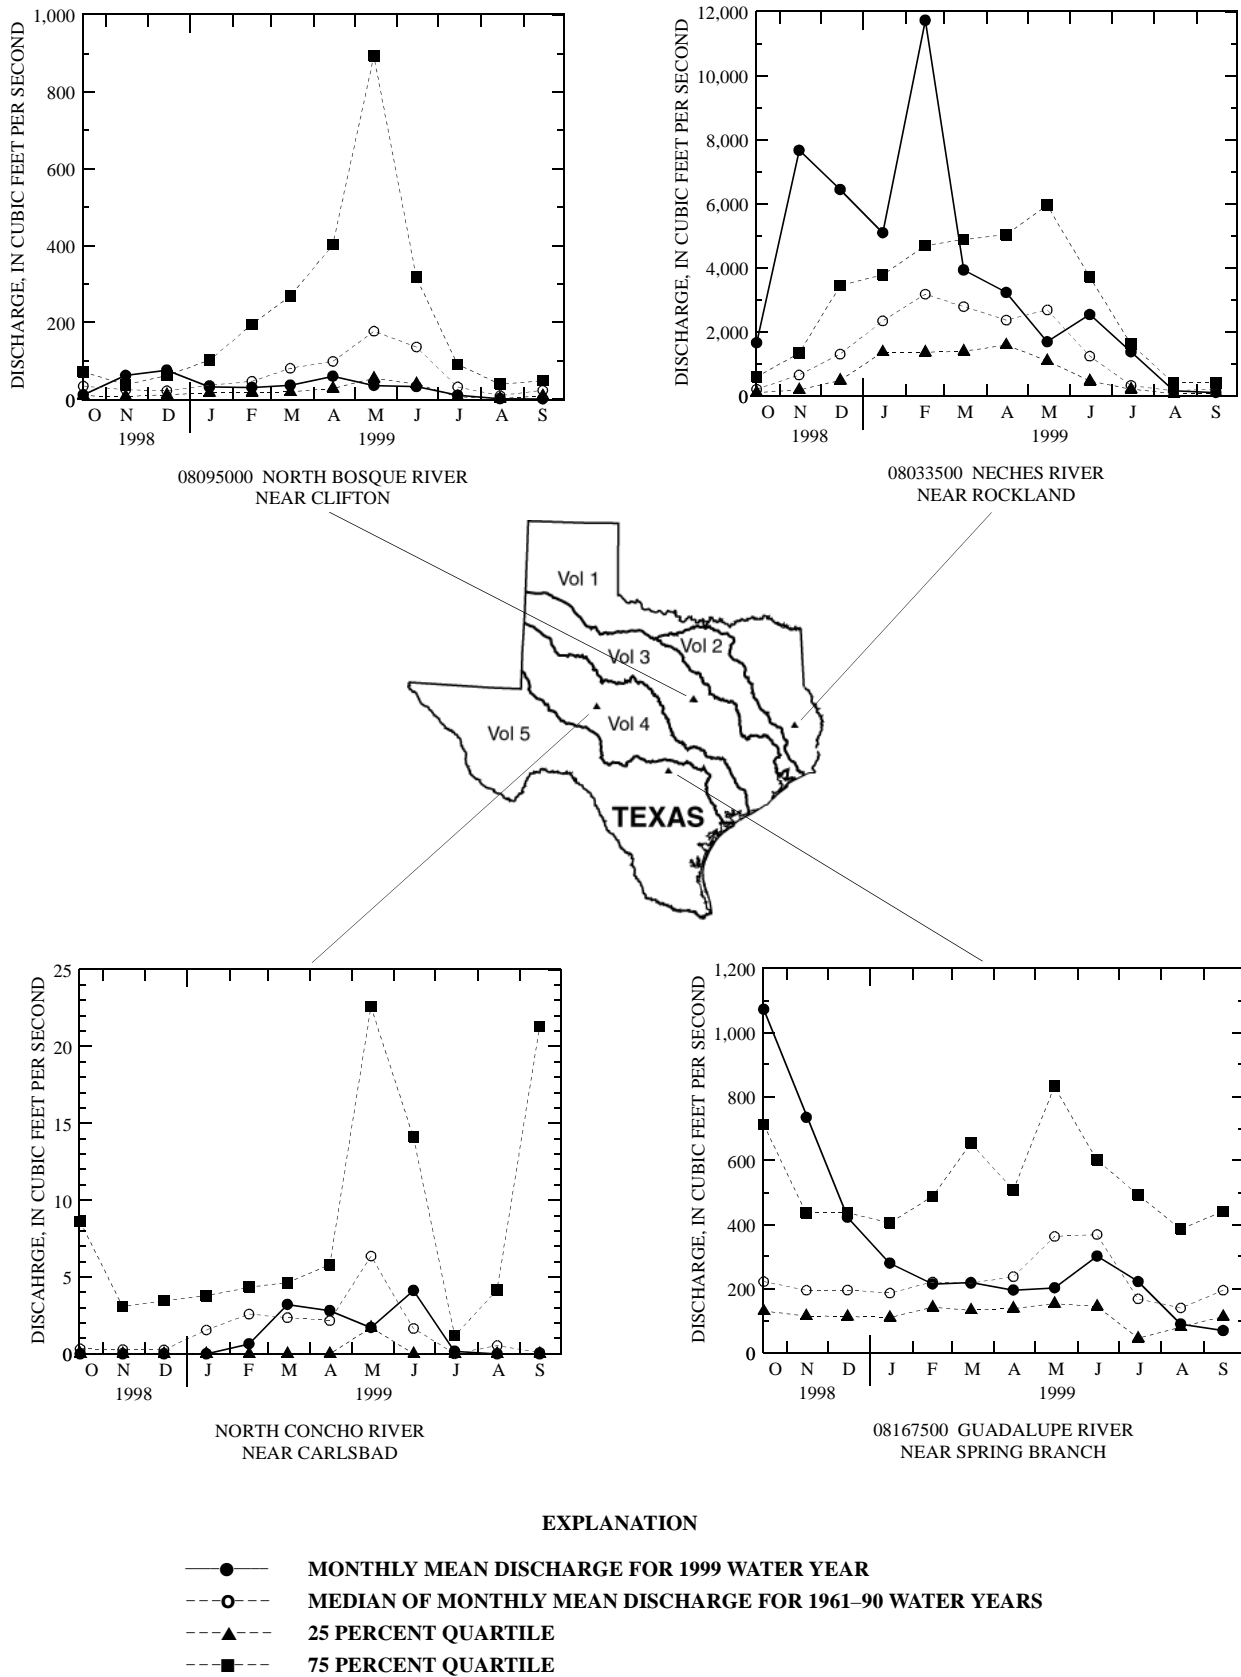 DISCHARGE, IN CUBIC FEET PER SECOND
1,000
800
600
400
200
0
O N D J F M A M J J A S
1998 1999
08095000 NORTH BOSQUE RIVER
NEAR CLIFTON
DISCHARGE, IN CUBIC FEET PER SECOND
12,000
10,000
8,000
6,000
4,000
2,000
0
O N D J F M A M J J A S
1998 1999
08033500 NECHES RIVER
NEAR ROCKLAND
Vol 1
Vol 2
Vol 3
Vol 4
Vol 5
TEXAS
DISCAHRGE, IN CUBIC FEET PER SECOND
25
20
15
10
5
0
O N D J F M A M J J A S
1998 1999
NORTH CONCHO RIVER
NEAR CARLSBAD
DISCHARGE, IN CUBIC FEET PER SECOND
1,200
1,000
800
600
400
200
0
O N D J F M A M J J A S
1998 1999
08167500 GUADALUPE RIVER
NEAR SPRING BRANCH
EXPLANATION
MONTHLY MEAN DISCHARGE FOR 1999 WATER YEAR
MEDIAN OF MONTHLY MEAN DISCHARGE FOR 1961–90 WATER YEARS
25 PERCENT QUARTILE
75 PERCENT QUARTILE